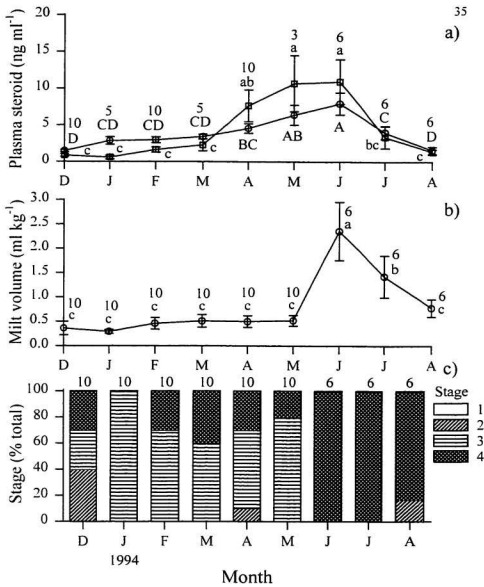 35
a)
Plasma steroid (ng ml⁻¹)
20
15
10
5
0
10 5 10 5 10 3 6 6 6
D CD CD CD ab a a C D
c c c c BC AB A bc c
D J F M A M J J A
b)
Milt volume (ml kg⁻¹)
3.0
2.5
2.0
1.5
1.0
0.5
0.0
10 10 10 10 10 10 6 6 6
c c c c c c a b c
D J F M A M J J A
c)
Stage (% total)
100
80
60
40
20
0
10 10 10 10 10 10 6 6 6
Stage
1
2
3
4
D J F M A M J J A
1994
Month